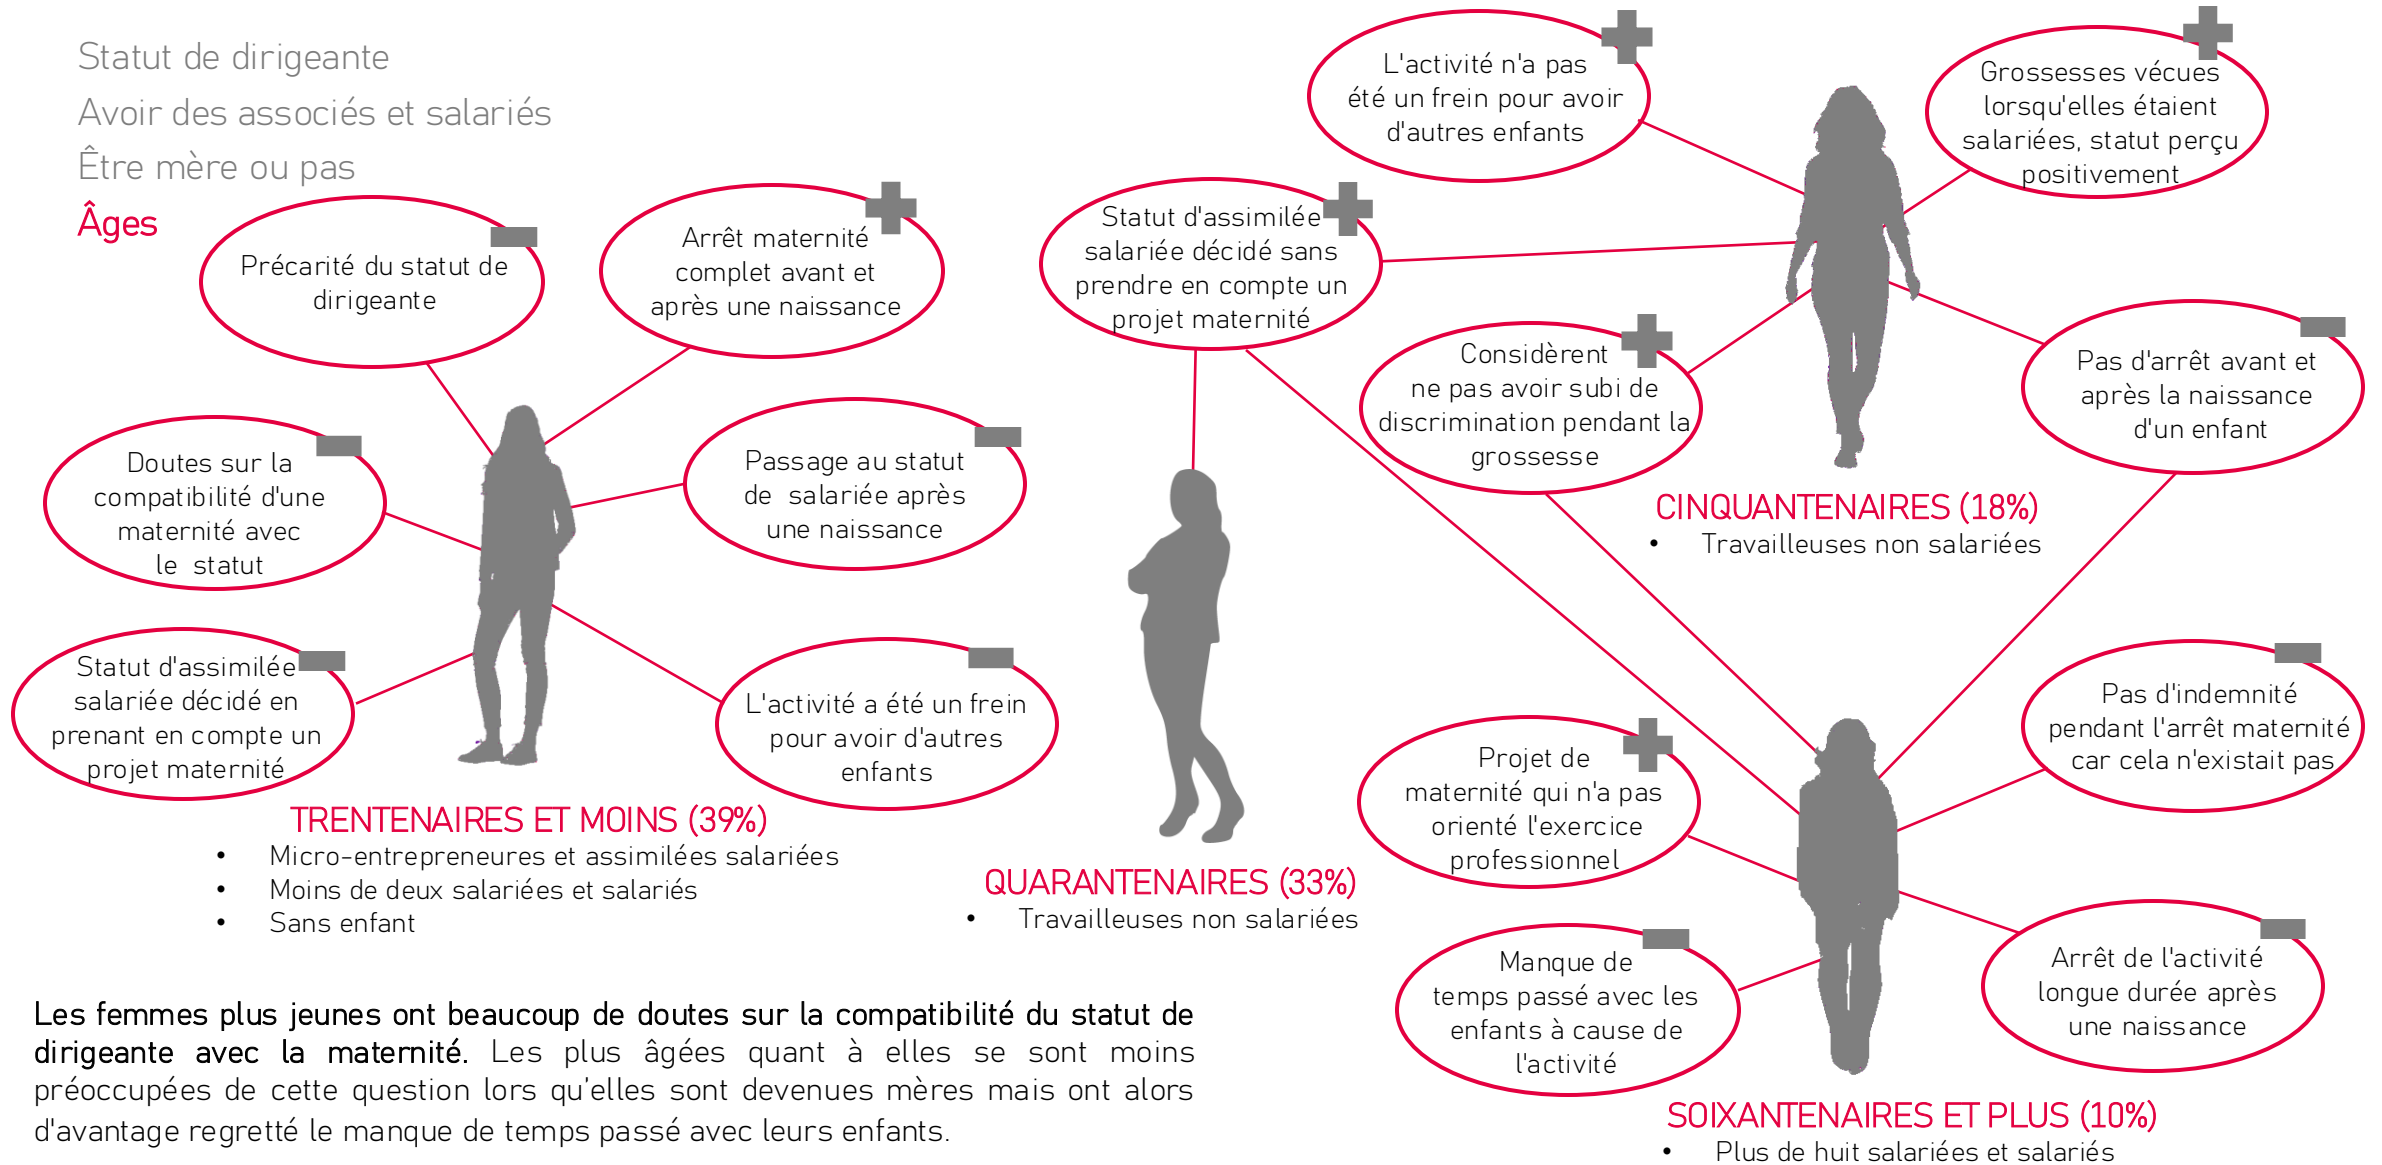 Statut de dirigeante
Avoir des associés et salariés
Être mère ou pas
Âges
Précarité du statut de
dirigeante
Arrêt maternité
complet avant et
après une naissance
Doutes sur la
compatibilité d'une
maternité avec
le statut
Passage au statut
de salariée après
une naissance
Statut d'assimilée
salariée décidé en
prenant en compte un
projet maternité
L'activité a été un frein
pour avoir d'autres
enfants
TRENTENAIRES ET MOINS (39%)
• Micro-entrepreneures et assimilées salariées
• Moins de deux salariées et salariés
• Sans enfant
Statut d'assimilée
salariée décidé sans
prendre en compte un
projet maternité
QUARANTENAIRES (33%)
• Travailleuses non salariées
L'activité n'a pas
été un frein pour avoir
d'autres enfants
Grossesses vécues
lorsqu'elles étaient
salariées, statut perçu
positivement
Considèrent
ne pas avoir subi de
discrimination pendant la
grossesse
Pas d'arrêt avant et
après la naissance
d'un enfant
CINQUANTENAIRES (18%)
• Travailleuses non salariées
Projet de
maternité qui n'a pas
orienté l'exercice
professionnel
Pas d'indemnité
pendant l'arrêt maternité
car cela n'existait pas
Manque de
temps passé avec les
enfants à cause de
l'activité
Arrêt de l'activité
longue durée après
une naissance
SOIXANTENAIRES ET PLUS (10%)
• Plus de huit salariées et salariés
Les femmes plus jeunes ont beaucoup de doutes sur la compatibilité du statut de
dirigeante avec la maternité. Les plus âgées quant à elles se sont moins
préoccupées de cette question lors qu'elles sont devenues mères mais ont alors
d'avantage regretté le manque de temps passé avec leurs enfants.